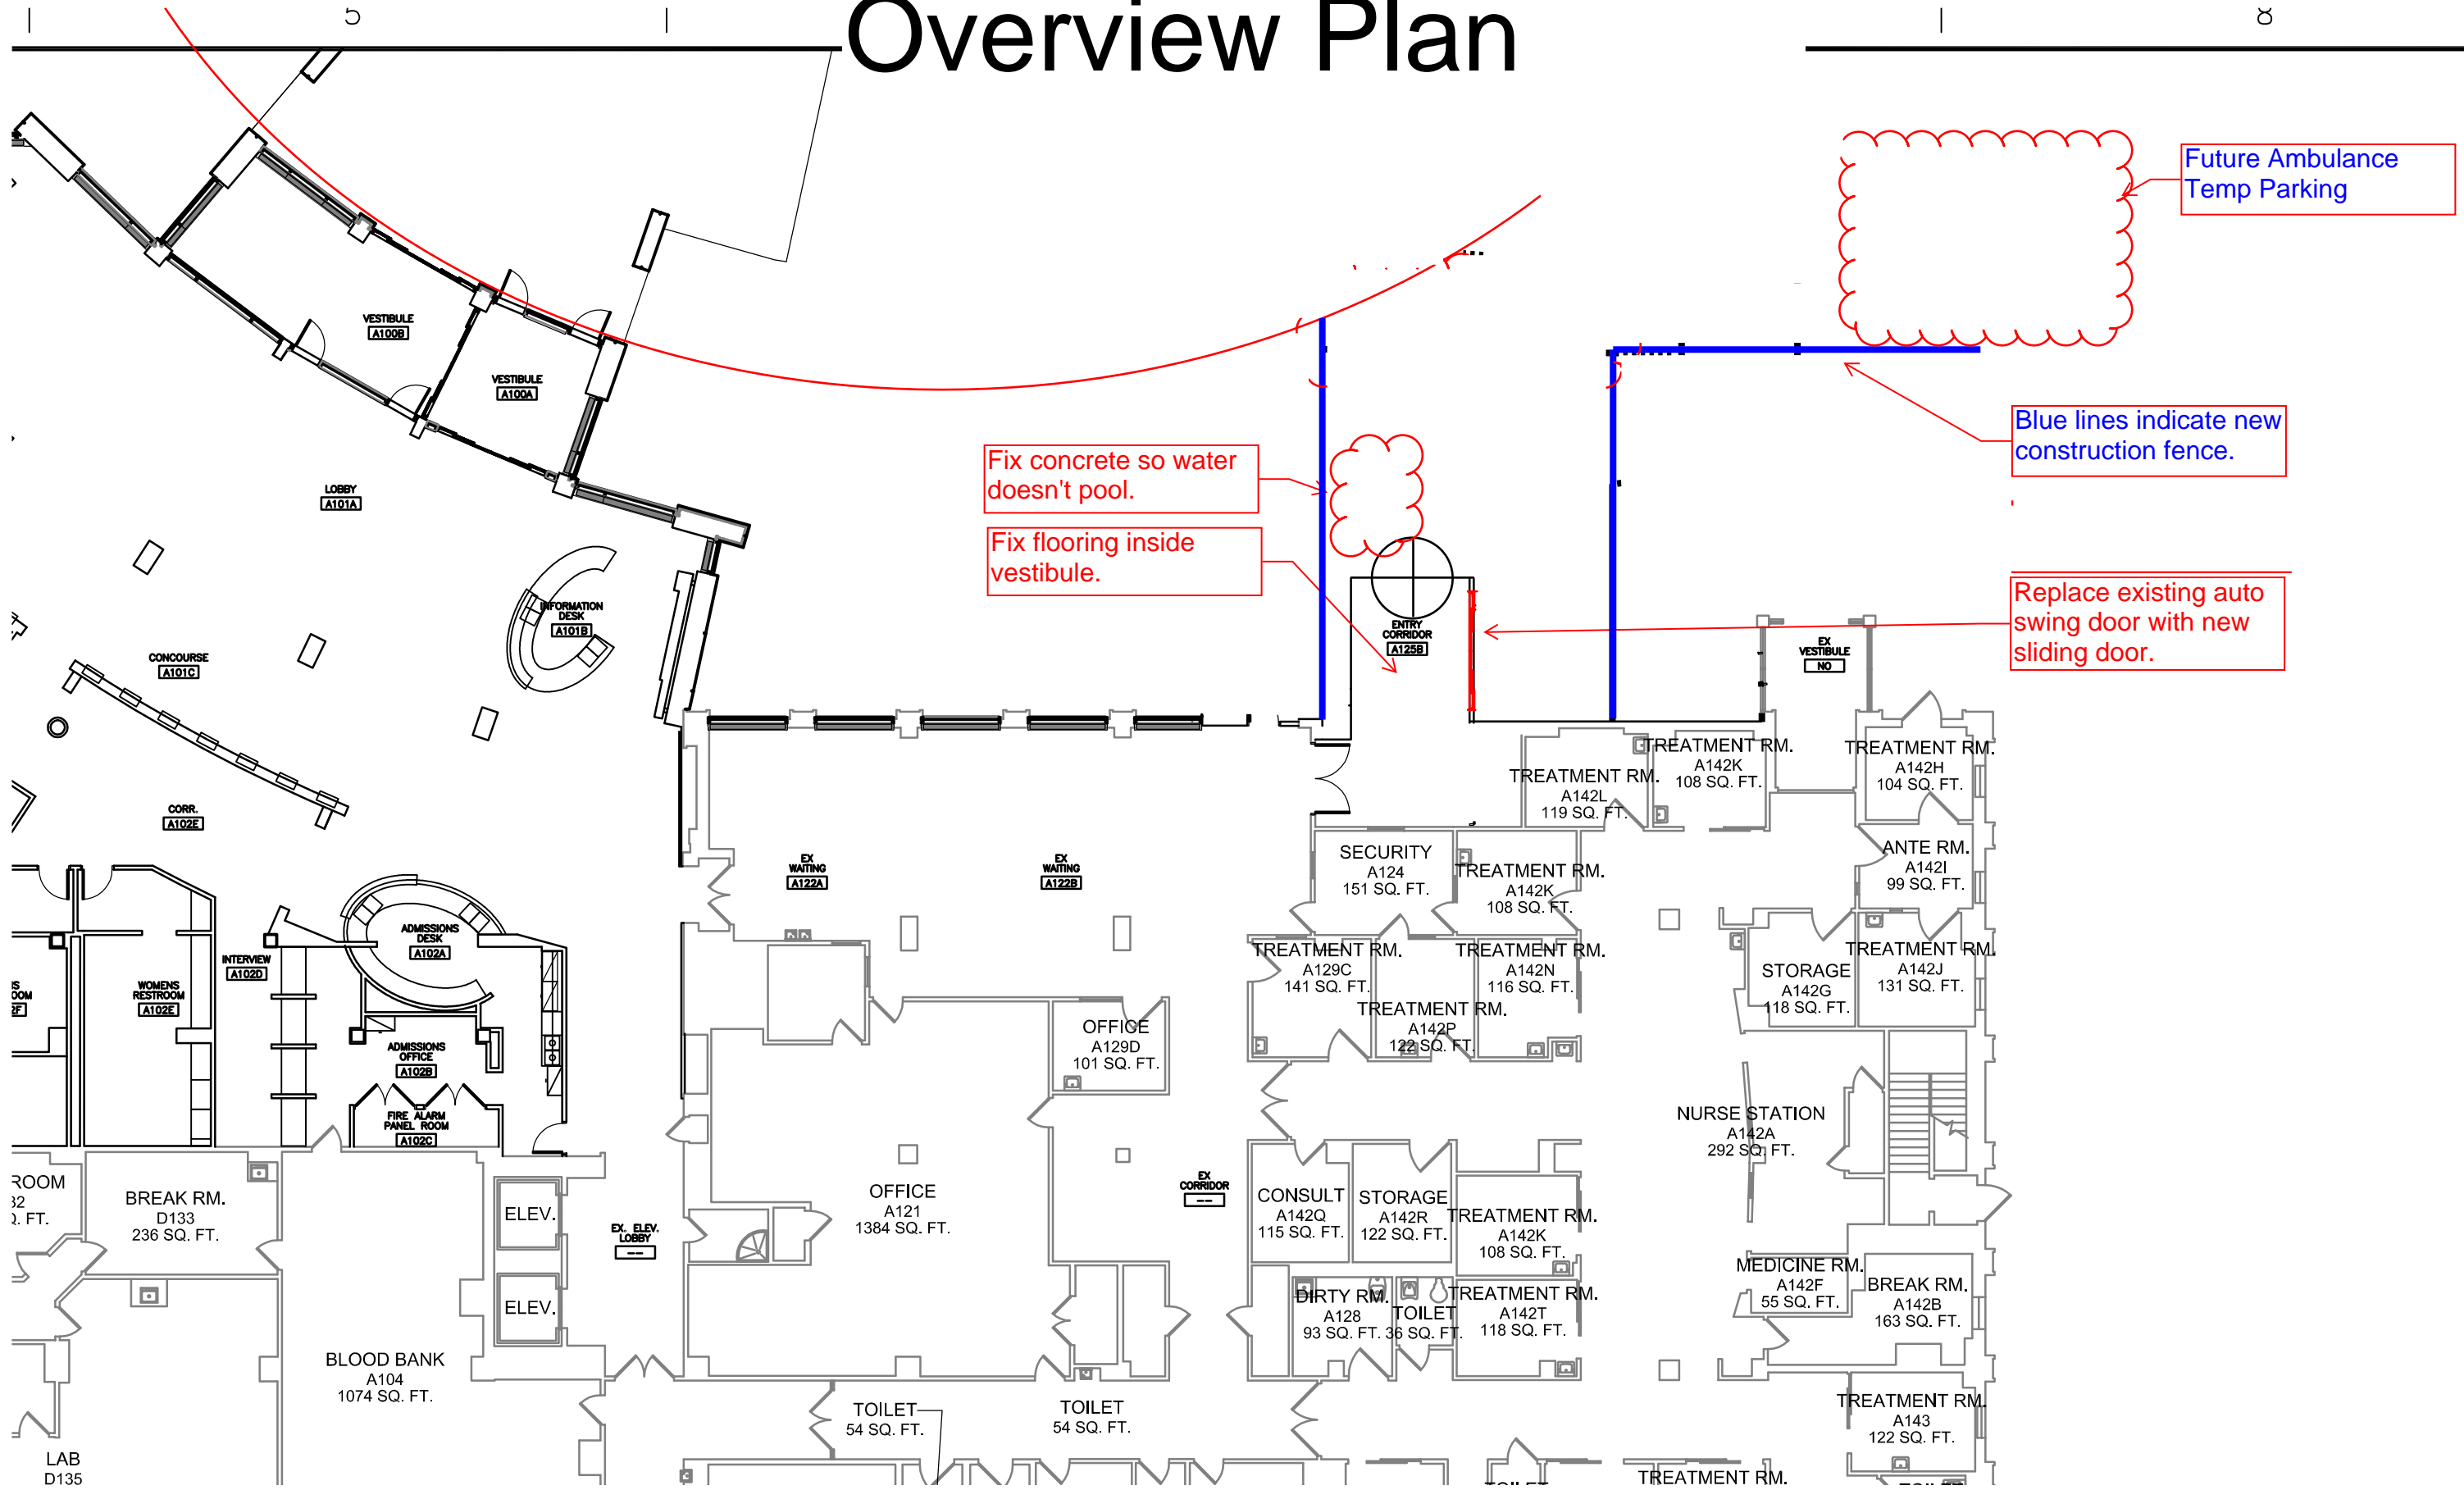 Overview Plan
5
8
Future Ambulance
Temp Parking
VESTIBULE
A100B
VESTIBULE
A100A
Blue lines indicate new
construction fence.
Fix concrete so water
doesn't pool.
LOBBY
A101A
Fix flooring inside
vestibule.
Replace existing auto
swing door with new
sliding door.
INFORMATION
DESK
A101B
ENTRY
CORRIDOR
A125B
EX
VESTIBULE
NO
CONCOURSE
A101C
TREATMENT RM.
A142L
119 SQ. FT.
TREATMENT RM.
A142K
108 SQ. FT.
TREATMENT RM.
A142H
104 SQ. FT.
CORR.
A102E
EX
WAITING
A122A
EX
WAITING
A122B
SECURITY
A124
151 SQ. FT.
TREATMENT RM.
A142K
108 SQ. FT.
ANTE RM.
A142I
99 SQ. FT.
ADMISSIONS
DESK
A102A
INTERVIEW
A102D
WOMENS
RESTROOM
A102E
TREATMENT RM.
A129C
141 SQ. FT.
TREATMENT RM.
A142N
116 SQ. FT.
TREATMENT RM.
A142P
122 SQ. FT.
STORAGE
A142G
118 SQ. FT.
TREATMENT RM.
A142J
131 SQ. FT.
OFFICE
A129D
101 SQ. FT.
ADMISSIONS
OFFICE
A102B
FIRE ALARM
PANEL ROOM
A102C
NURSE STATION
A142A
292 SQ. FT.
ROOM
32
Q. FT.
BREAK RM.
D133
236 SQ. FT.
ELEV.
EX. ELEV.
LOBBY
--
OFFICE
A121
1384 SQ. FT.
EX
CORRIDOR
--
CONSULT
A142Q
115 SQ. FT.
STORAGE
A142R
122 SQ. FT.
TREATMENT RM.
A142K
108 SQ. FT.
ELEV.
DIRTY RM.
A128
93 SQ. FT.
TOILET
36 SQ. FT.
TREATMENT RM.
A142T
118 SQ. FT.
MEDICINE RM.
A142F
55 SQ. FT.
BREAK RM.
A142B
163 SQ. FT.
BLOOD BANK
A104
1074 SQ. FT.
TOILET
54 SQ. FT.
TOILET
54 SQ. FT.
TREATMENT RM.
A143
122 SQ. FT.
LAB
D135
TREATMENT RM.